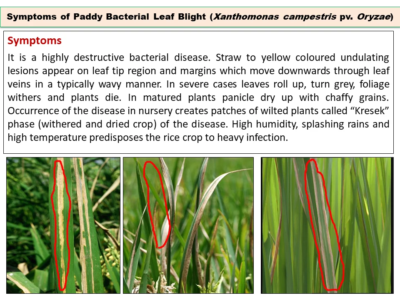 Symptoms of Paddy Bacterial Leaf Blight (Xanthomonas campestris pv. Oryzae)
Symptoms
It is a highly destructive bacterial disease. Straw to yellow coloured undulating
lesions appear on leaf tip region and margins which move downwards through leaf
veins in a typically wavy manner. In severe cases leaves roll up, turn grey, foliage
withers and plants die. In matured plants panicle dry up with chaffy grains.
Occurrence of the disease in nursery creates patches of wilted plants called “Kresek”
phase (withered and dried crop) of the disease. High humidity, splashing rains and
high temperature predisposes the rice crop to heavy infection.